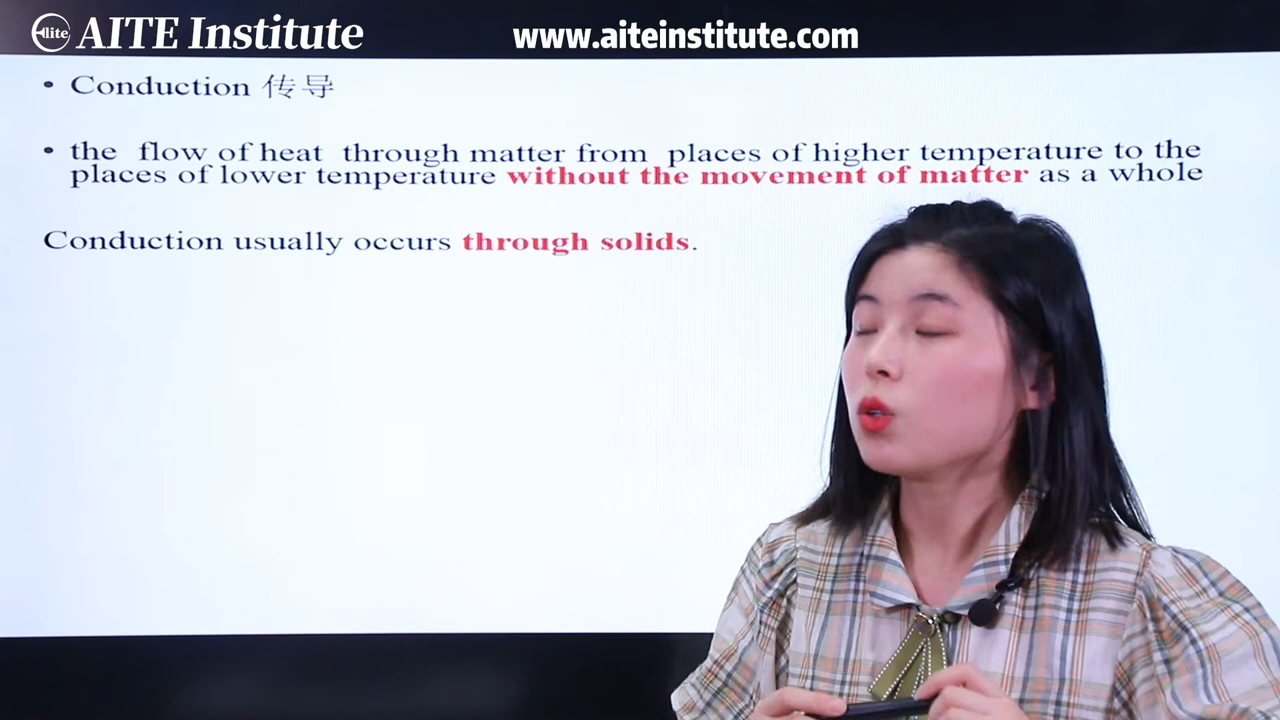 Elite AITE Institute
www.aiteinstitute.com
• Conduction 传导
• the flow of heat through matter from places of higher temperature to the
places of lower temperature without the movement of matter as a whole
Conduction usually occurs through solids.